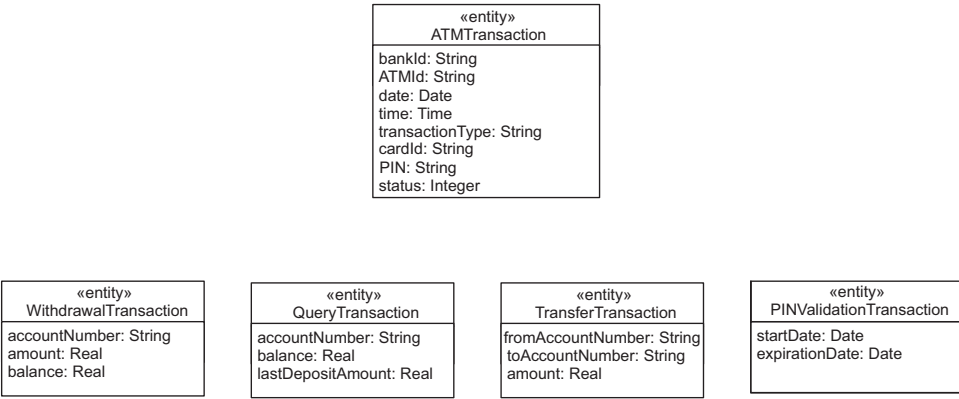 «entity»
ATMTransaction
bankId: String
ATMId: String
date: Date
time: Time
transactionType: String
cardId: String
PIN: String
status: Integer
«entity»
WithdrawalTransaction
accountNumber: String
amount: Real
balance: Real
«entity»
QueryTransaction
accountNumber: String
balance: Real
lastDepositAmount: Real
«entity»
TransferTransaction
fromAccountNumber: String
toAccountNumber: String
amount: Real
«entity»
PINValidationTransaction
startDate: Date
expirationDate: Date